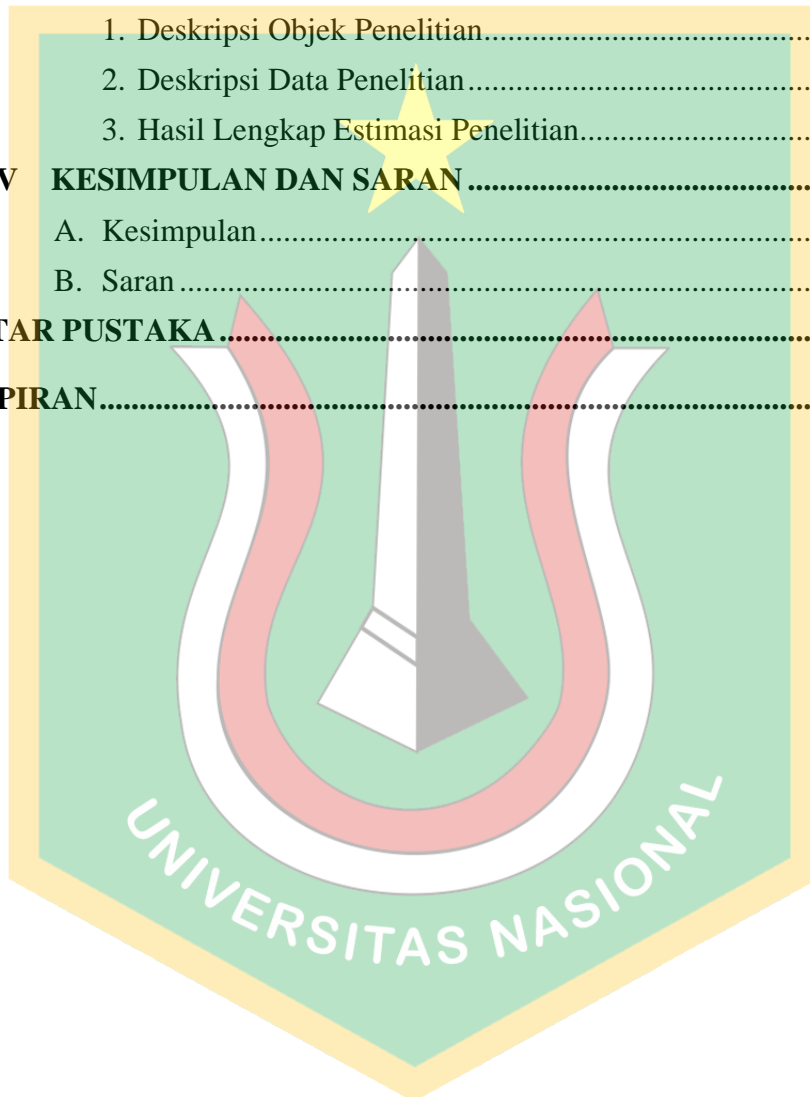 1. Deskripsi Objek Penelitian..........................................
2. Deskripsi Data Penelitian............................................
3. Hasil Lengkap Estimasi Penelitian.............................
V KESIMPULAN DAN SARAN...........................................
A. Kesimpulan.....................................................................
B. Saran...............................................................................
TAR PUSTAKA..........................................................................
PIRAN.........................................................................................
UNIVERSITAS NASIONAL